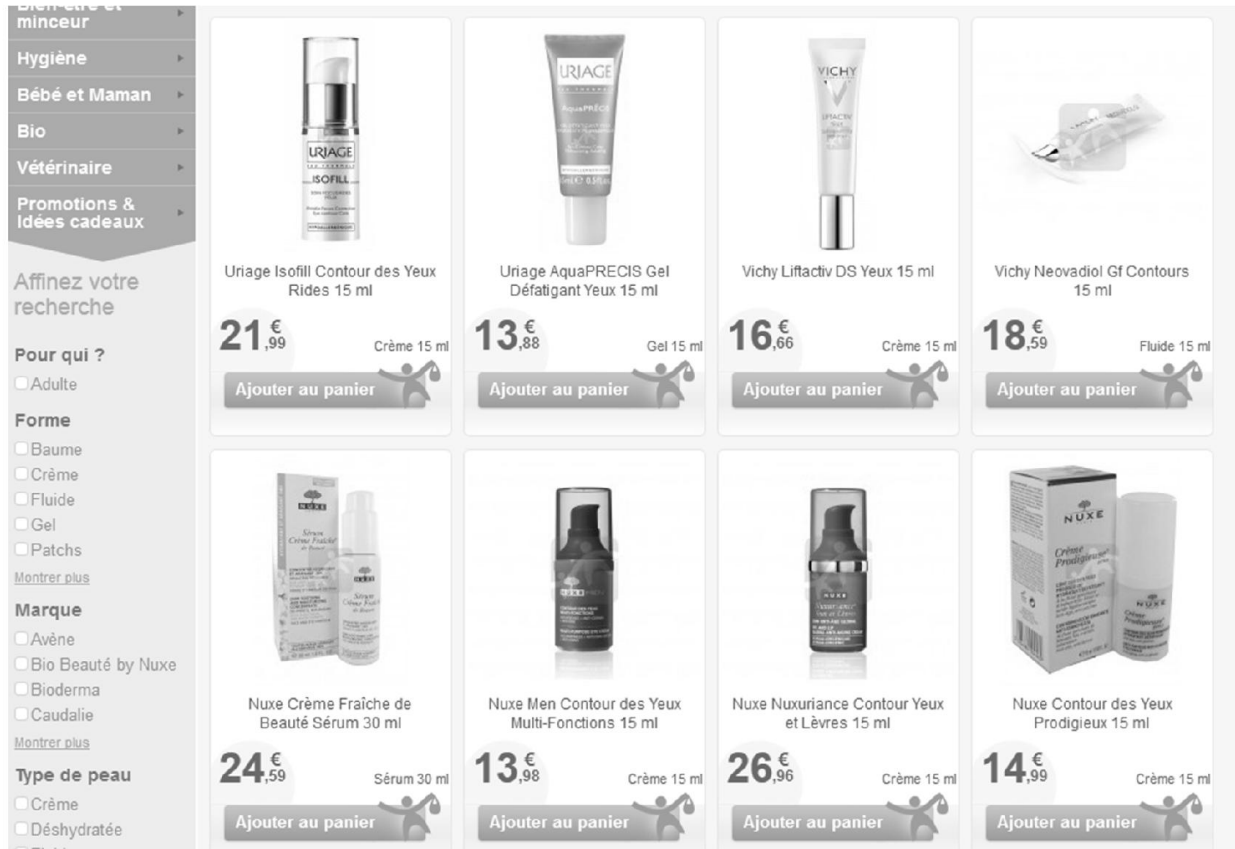 Bien-être et
minceur
Hygiène
Bébé et Maman
Bio
Vétérinaire
Promotions &
Idées cadeaux
Affinez votre
recherche
Pour qui ?
Adulte
Forme
Baume
Crème
Fluide
Gel
Patchs
Montrer plus
Marque
Avène
Bio Beauté by Nuxe
Bioderma
Caudalie
Montrer plus
Type de peau
Crème
Déshydratée
URIAGE
ISOFILL
Uriage Isofill Contour des Yeux
Rides 15 ml
21,99 €
Crème 15 ml
Ajouter au panier
URIAGE
AquaPRÉCIS
Uriage AquaPRECIS Gel
Défatigant Yeux 15 ml
13,88 €
Gel 15 ml
Ajouter au panier
VICHY
LIFTACTIV
Vichy Liftactiv DS Yeux 15 ml
16,66 €
Crème 15 ml
Ajouter au panier
Vichy Neovadiol Gf Contours
15 ml
18,59 €
Fluide 15 ml
Ajouter au panier
NUXE
Sérum
Crème Fraîche
de Beauté
Nuxe Crème Fraîche de
Beauté Sérum 30 ml
24,59 €
Sérum 30 ml
Ajouter au panier
NUXE MEN
Nuxe Men Contour des Yeux
Multi-Fonctions 15 ml
13,98 €
Crème 15 ml
Ajouter au panier
NUXE
Nuxe Nuxuriance Contour Yeux
et Lèvres 15 ml
26,96 €
Crème 15 ml
Ajouter au panier
NUXE
Crème
Prodigieuse
NUXE
Nuxe Contour des Yeux
Prodigieux 15 ml
14,99 €
Crème 15 ml
Ajouter au panier